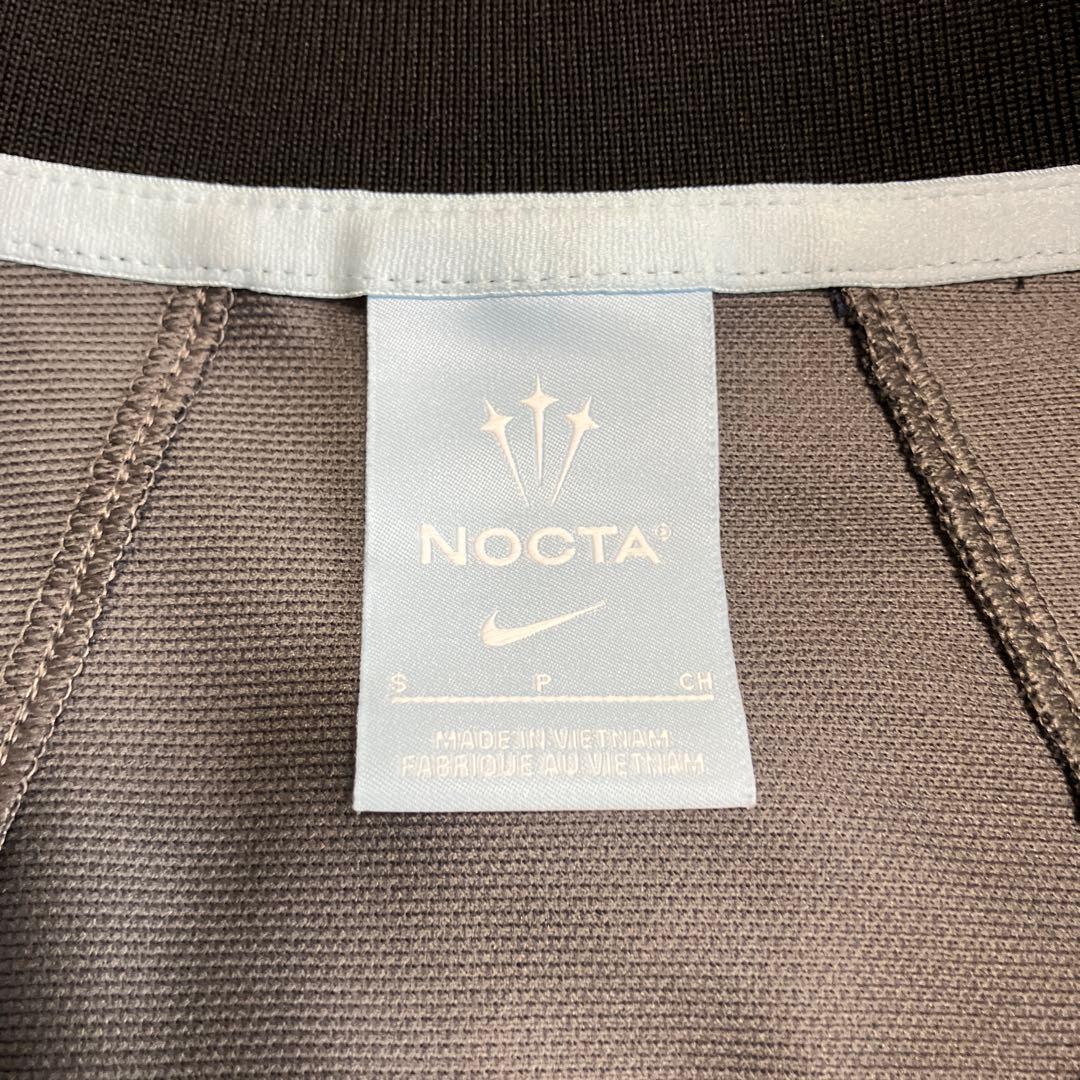 NOCTA®
S P CH
MADE IN VIETNAM
FABRIQUE AU VIETNAM